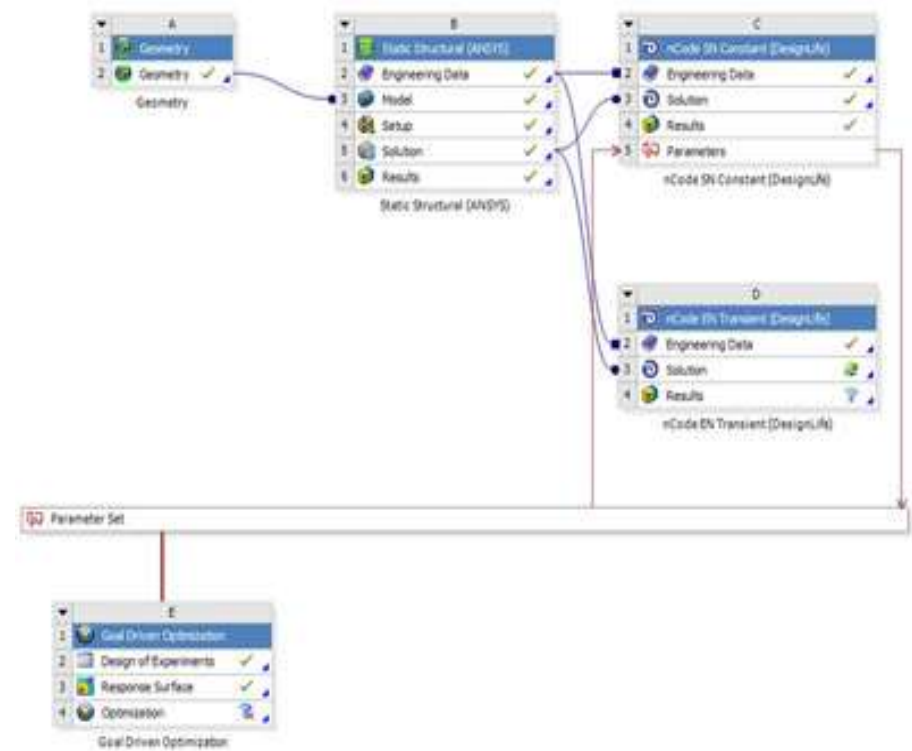 A
1 Geometry
2 Geometry
Geometry
B
1 Static Structural (ANSYS)
2 Engineering Data
3 Model
4 Setup
5 Solution
6 Results
Static Structural (ANSYS)
C
1 nCode SN Constant (DesignLife)
2 Engineering Data
3 Solution
4 Results
5 Parameters
nCode SN Constant (DesignLife)
D
1 nCode EN Transient (DesignLife)
2 Engineering Data
3 Solution
4 Results
nCode EN Transient (DesignLife)
Parameter Set
E
1 Goal Driven Optimization
2 Design of Experiments
3 Response Surface
4 Optimization
Goal Driven Optimization